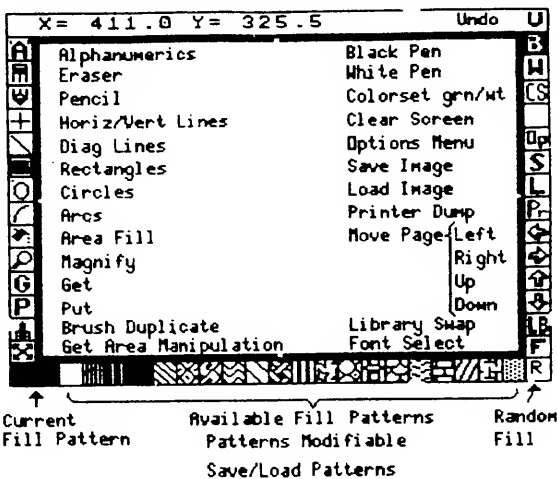 X= 411.0 Y= 325.5 Undo U
A Alphanumerics Black Pen B
Eraser White Pen W
Pencil Colorset grn/wt CS
Horiz/Vert Lines Clear Screen
Diag Lines Options Menu Op
Rectangles Save Image S
Circles Load Image L
Arcs Printer Dump Pr
Area Fill Move Page Left
Magnify Right
G Get Up
P Put Down
Brush Duplicate Library Swap LB
Get Area Manipulation Font Select F
R
Current Available Fill Patterns Random
Fill Pattern Patterns Modifiable Fill
Save/Load Patterns